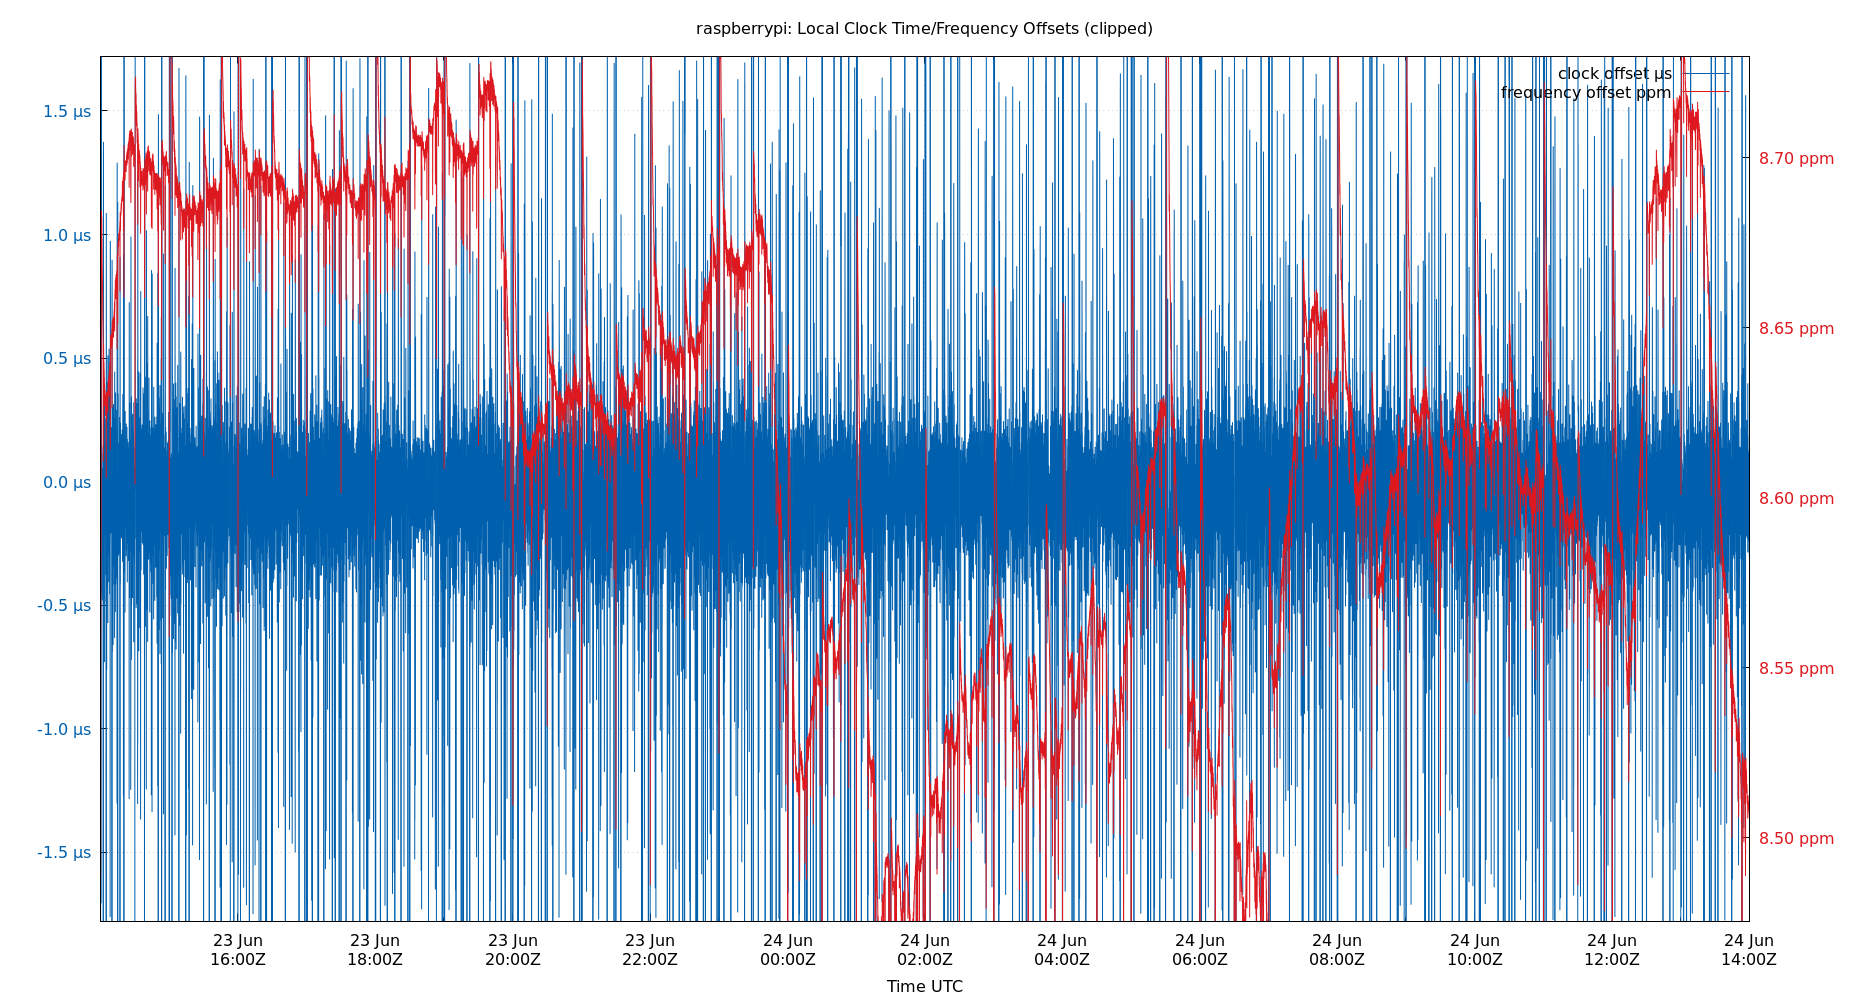 raspberrypi: Local Clock Time/Frequency Offsets (clipped)
clock offset µs
frequency offset ppm
1.5 µs
1.0 µs
0.5 µs
0.0 µs
-0.5 µs
-1.0 µs
-1.5 µs
8.70 ppm
8.65 ppm
8.60 ppm
8.55 ppm
8.50 ppm
23 Jun 23 Jun 23 Jun 23 Jun 24 Jun 24 Jun 24 Jun 24 Jun 24 Jun 24 Jun 24 Jun 24 Jun
16:00Z 18:00Z 20:00Z 22:00Z 00:00Z 02:00Z 04:00Z 06:00Z 08:00Z 10:00Z 12:00Z 14:00Z
Time UTC